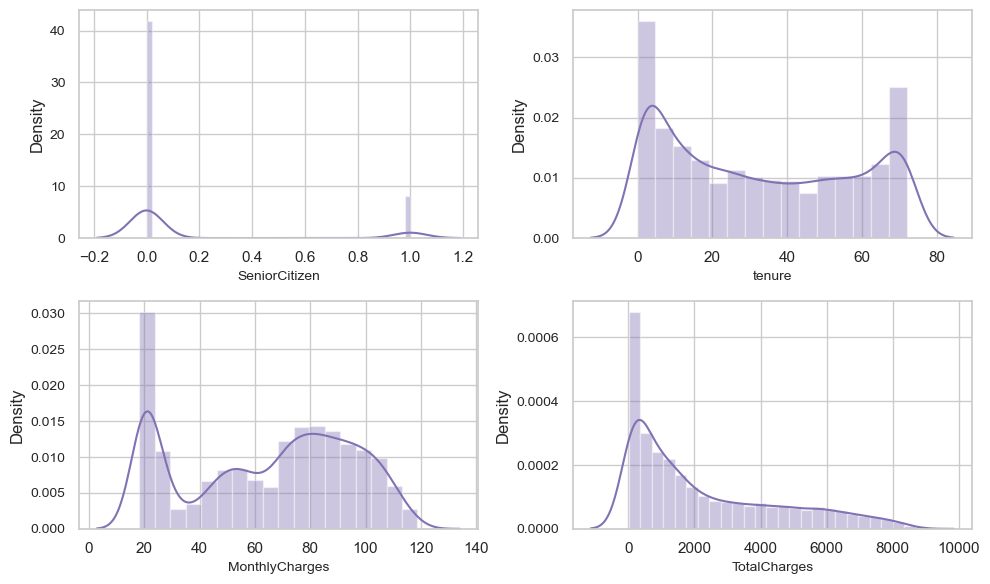 Density
40
30
20
10
0
−0.2 0.0 0.2 0.4 0.6 0.8 1.0 1.2
SeniorCitizen
Density
0.03
0.02
0.01
0.00
0 20 40 60 80
tenure
Density
0.030
0.025
0.020
0.015
0.010
0.005
0.000
0 20 40 60 80 100 120 140
MonthlyCharges
Density
0.0006
0.0004
0.0002
0.0000
0 2000 4000 6000 8000 10000
TotalCharges